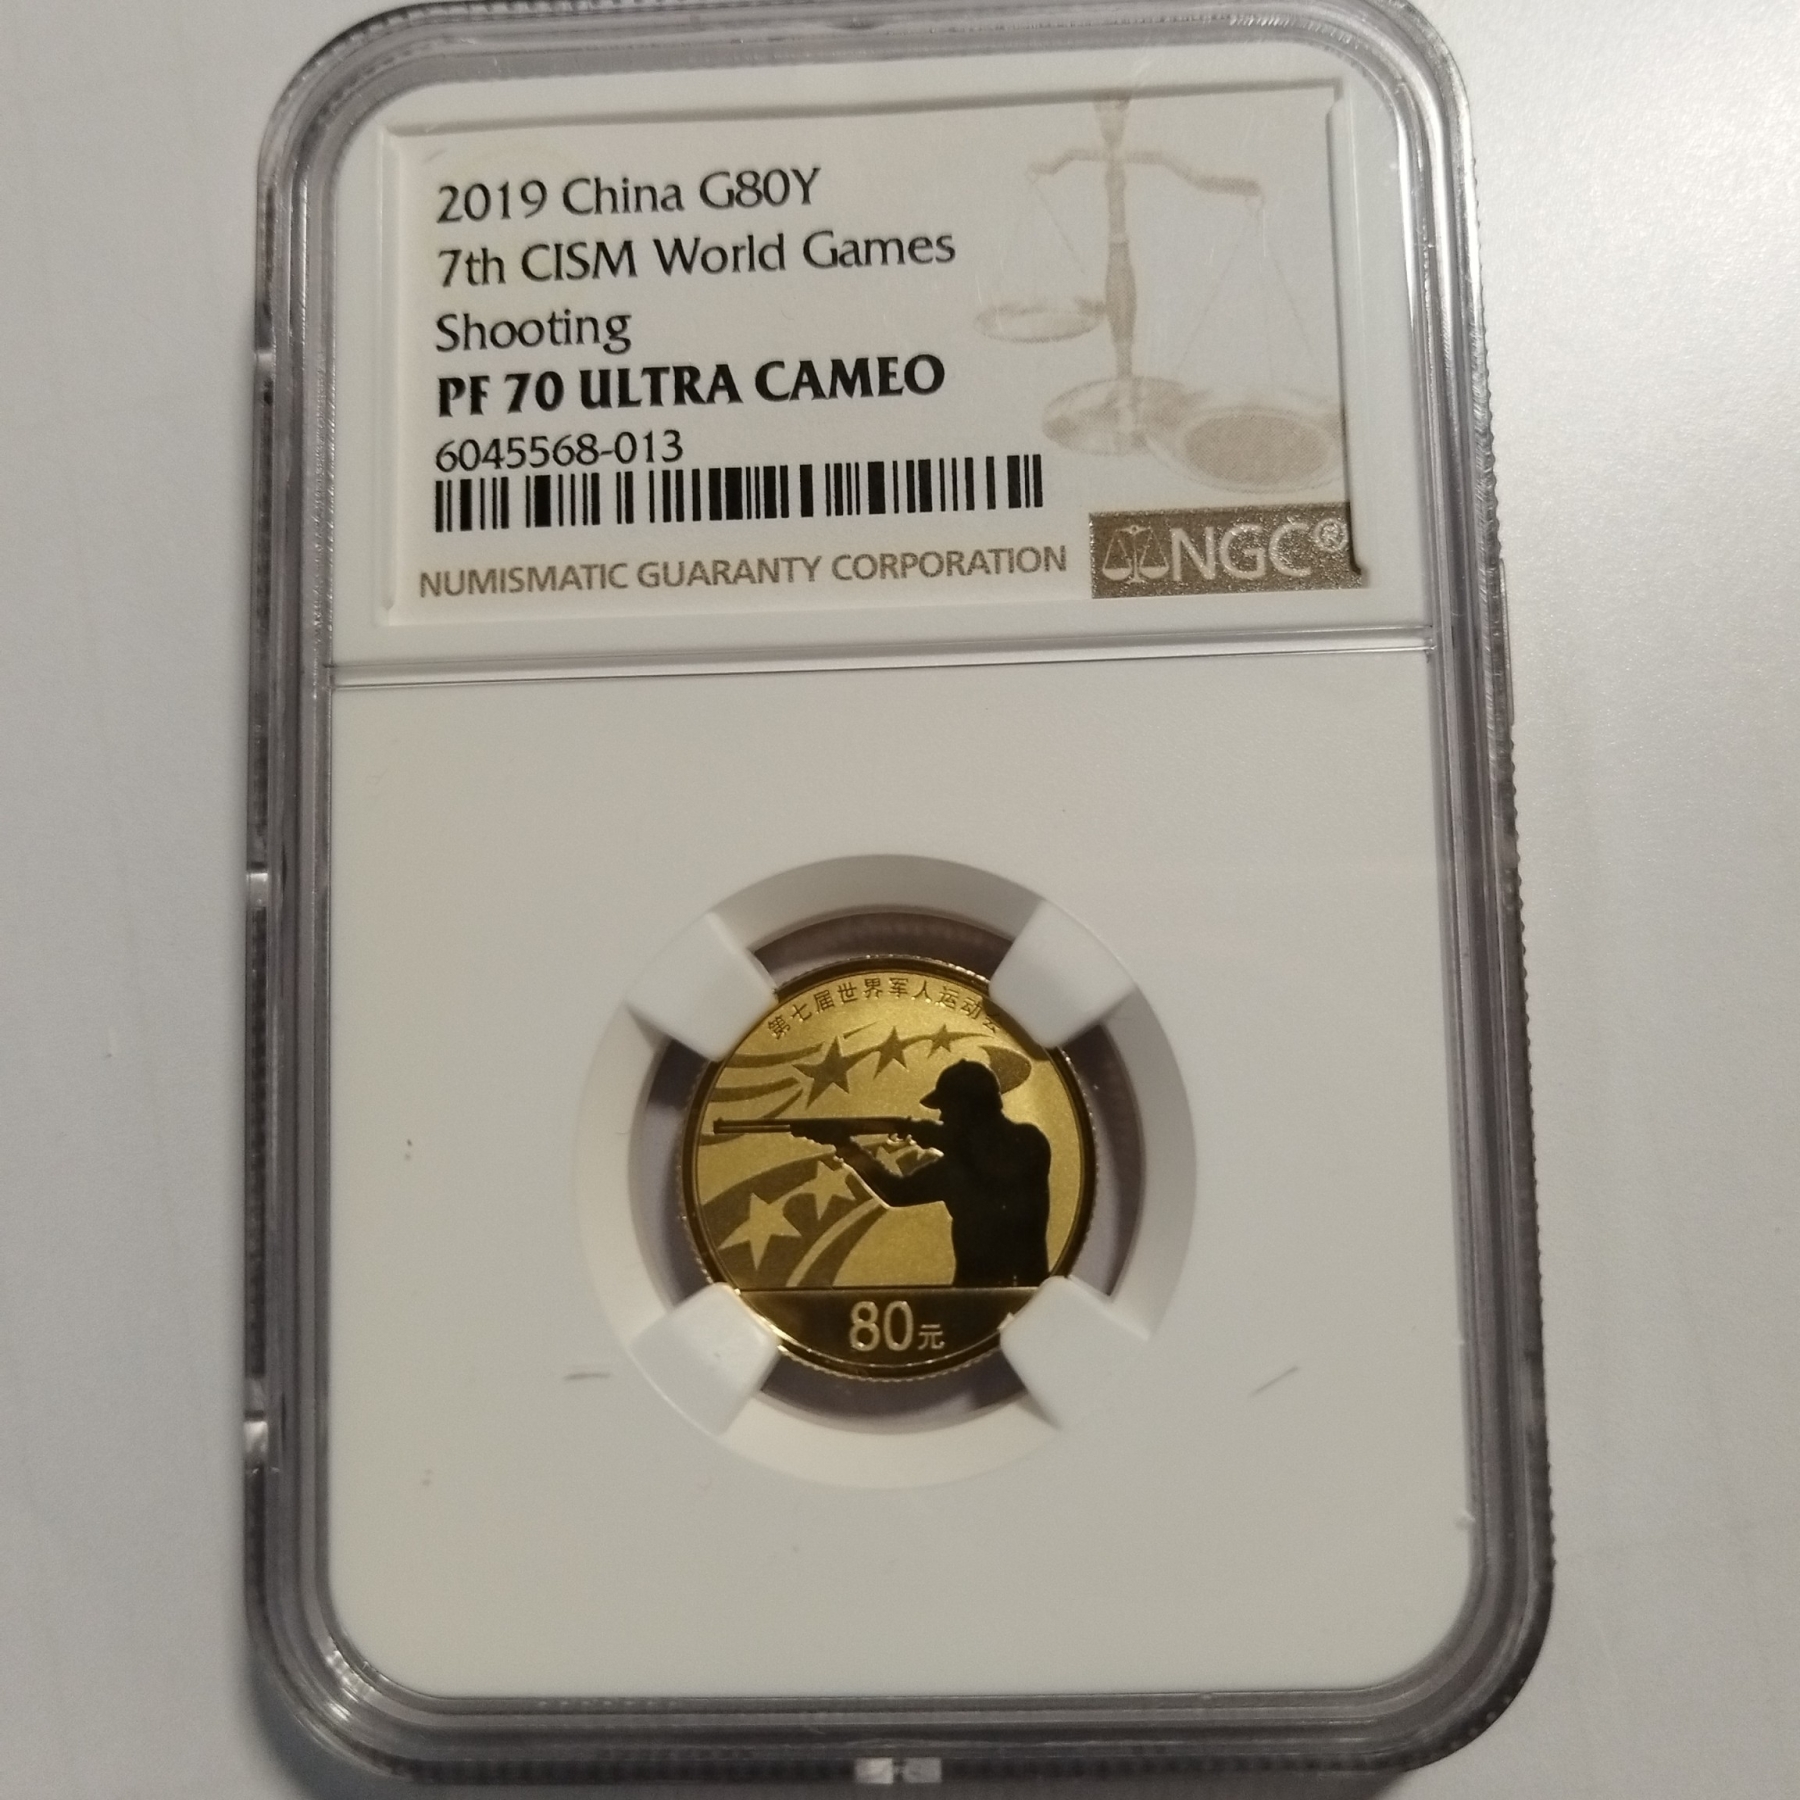 2019 China G80Y
7th CISM World Games
Shooting
PF 70 ULTRA CAMEO
6045568-013
NUMISMATIC GUARANTY CORPORATION
NGC®
第七届世界军人运动会
80元